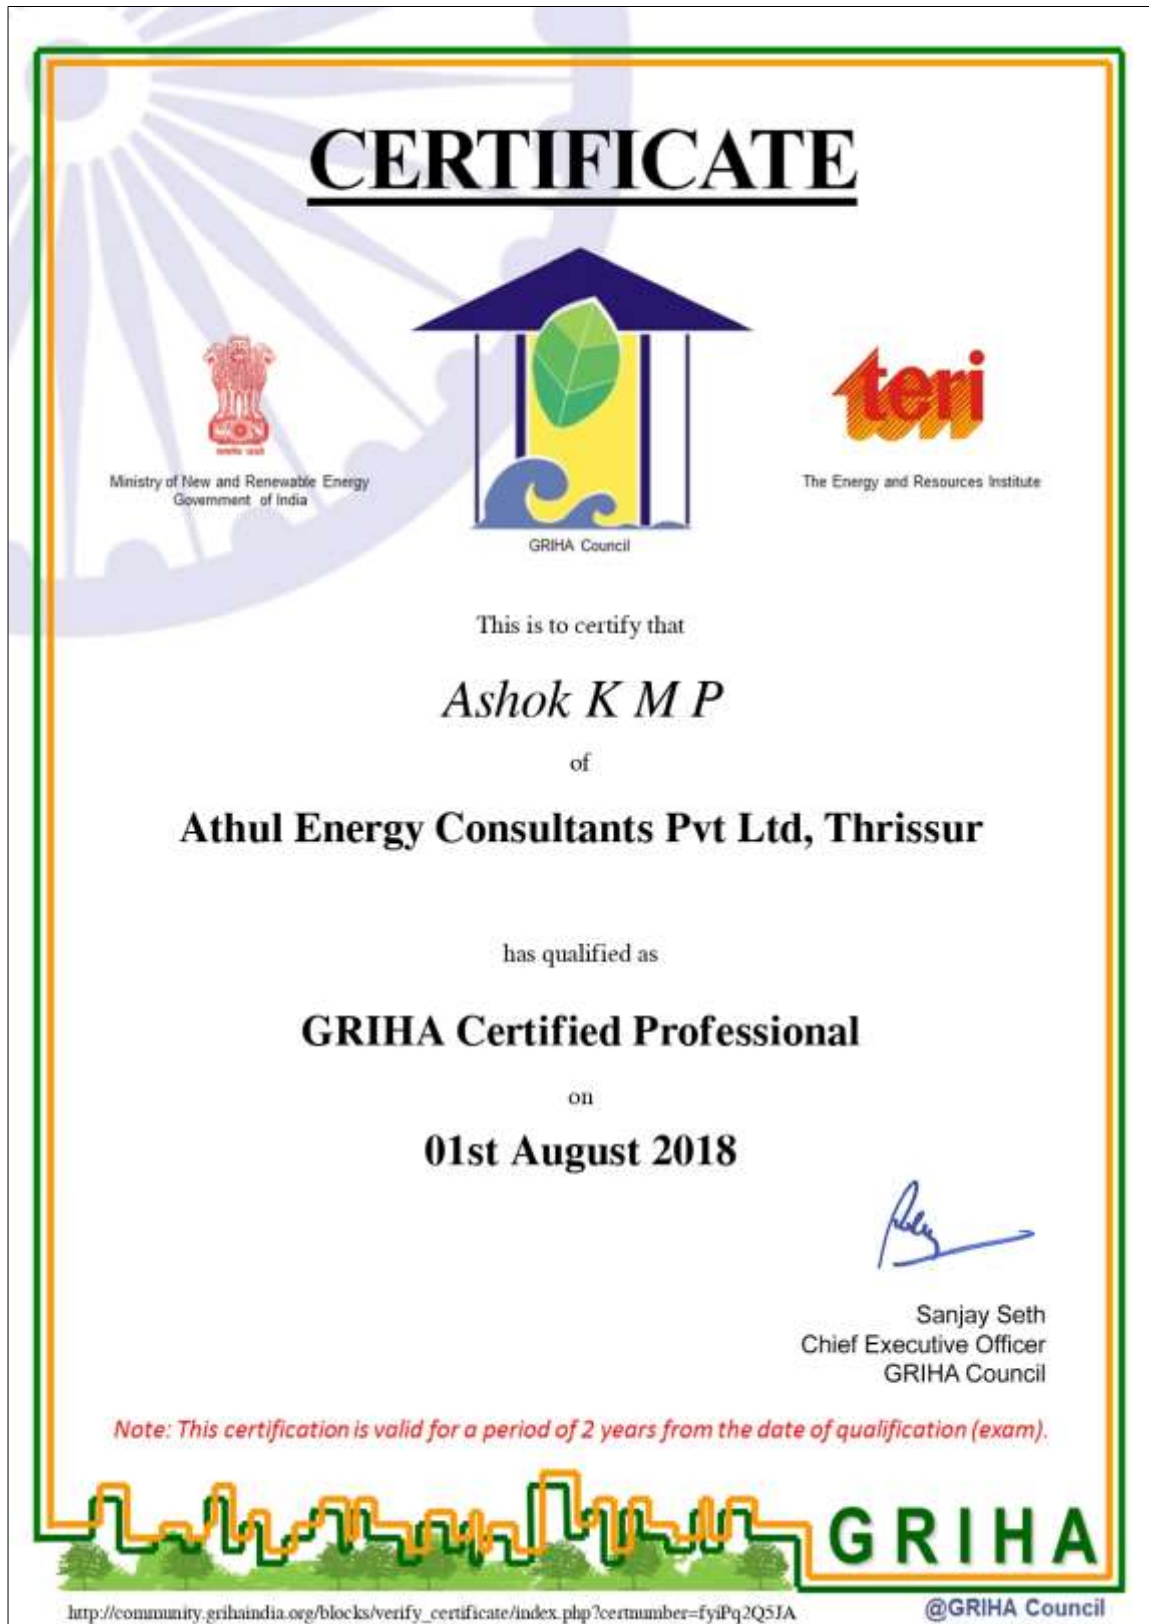 CERTIFICATE
teri
Ministry of New and Renewable Energy
Government of India
The Energy and Resources Institute
GRIHA Council
This is to certify that
Ashok K M P
of
Athul Energy Consultants Pvt Ltd, Thrissur
has qualified as
GRIHA Certified Professional
on
01st August 2018
Sanjay Seth
Chief Executive Officer
GRIHA Council
Note: This certification is valid for a period of 2 years from the date of qualification (exam).
GRIHA
http://community.grihaindia.org/blocks/verify_certificate/index.php?certnumber=fyiPq2Q5JA
@GRIHA Council